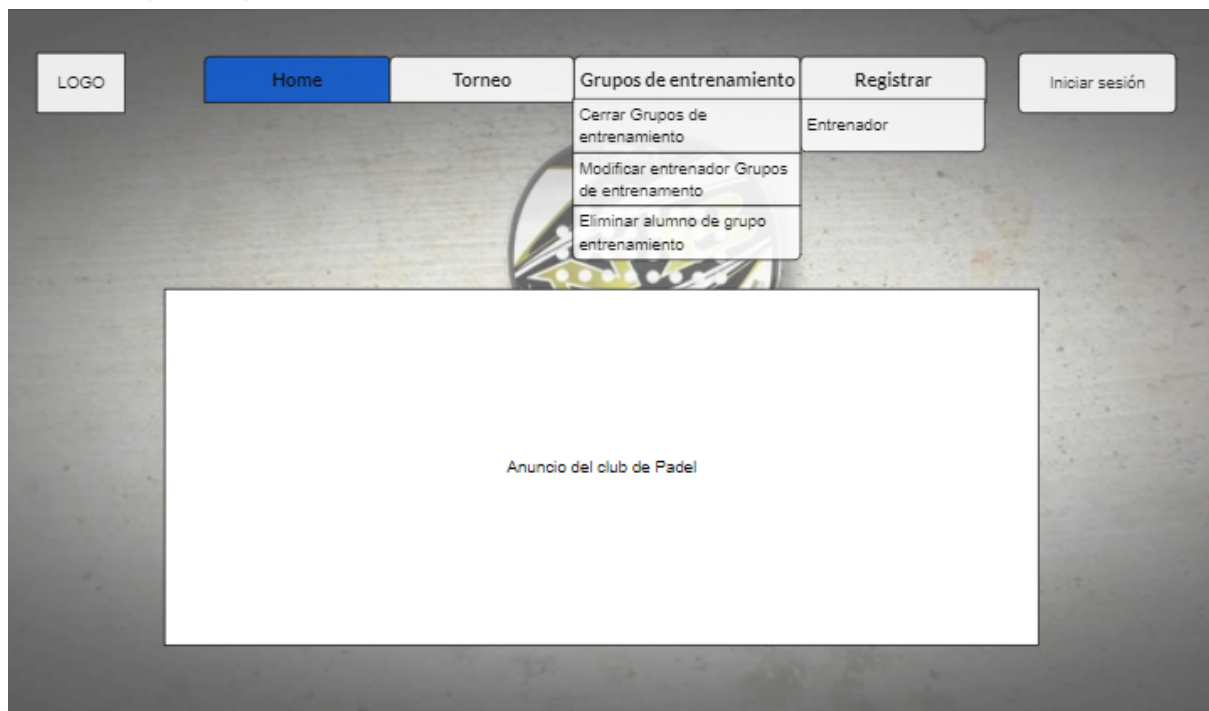 LOGO
Home
Torneo
Grupos de entrenamiento
Registrar
Iniciar sesión
Cerrar Grupos de
entrenamiento
Entrenador
Modificar entrenador Grupos
de entrenamento
Eliminar alumno de grupo
entrenamiento
Anuncio del club de Padel